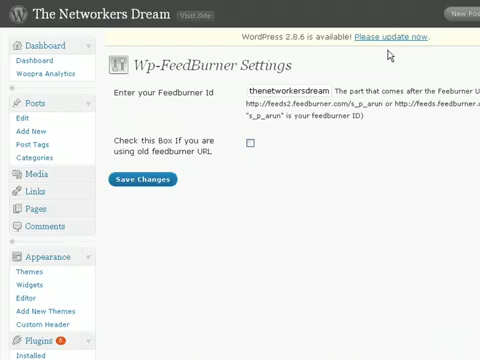 The Networkers Dream Visit Site New Pos
WordPress 2.8.6 is available! Please update now.
Dashboard
Dashboard
Woopra Analytics
Posts
Edit
Add New
Post Tags
Categories
Media
Links
Pages
Comments
Appearance
Themes
Widgets
Editor
Add New Themes
Custom Header
Plugins 5
Installed
Wp-FeedBurner Settings
Enter your Feedburner Id thenetworkersdream The part that comes after the Feeburner U
http://feeds2.feedburner.com/s_p_arun or http://feeds.feedburner.c
"s_p_arun" is your feedburner ID)
Check this Box If you are
using old feedburner URL
Save Changes